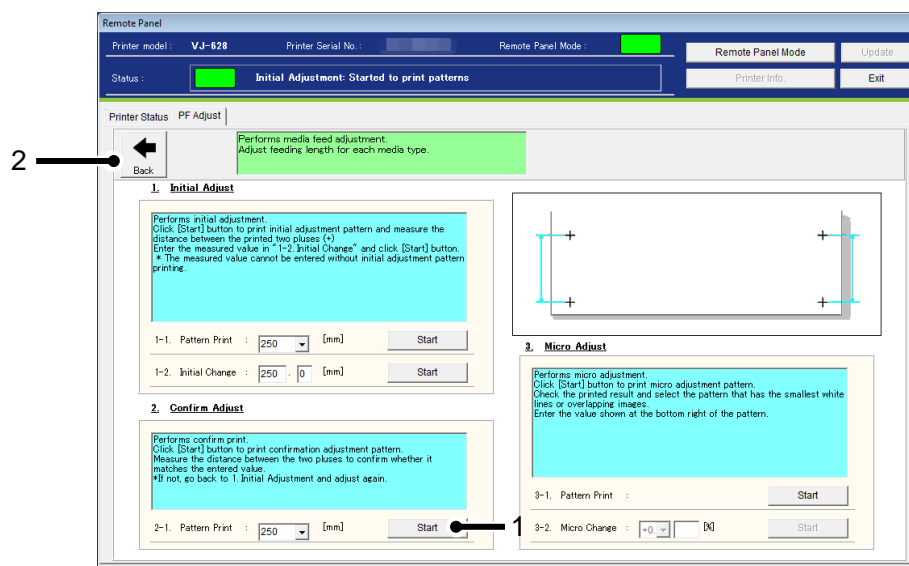 Remote Panel
Printer model : VJ-628 Printer Serial No. : Remote Panel Mode :
Remote Panel Mode Update
Status : Initial Adjustment: Started to print patterns
Printer Info. Exit
Printer Status PF Adjust
2
Back
Performs media feed adjustment.
Adjust feeding length for each media type.
1. Initial Adjust
Performs initial adjustment.
Click [Start] button to print initial adjustment pattern and measure the
distance between the printed two pluses (+)
Enter the measured value in "1-2. Initial Change" and click [Start] button.
* The measured value cannot be entered without initial adjustment pattern
printing.
1-1. Pattern Print : 250 [mm] Start
1-2. Initial Change : 250 . 0 [mm] Start
2. Confirm Adjust
Performs confirm print.
Click [Start] button to print confirmation adjustment pattern.
Measure the distance between the two pluses to confirm whether it
matches the entered value.
*If not, go back to 1. Initial Adjustment and adjust again.
2-1. Pattern Print : 250 [mm] Start
1
3. Micro Adjust
Performs micro adjustment.
Click [Start] button to print micro adjustment pattern.
Check the printed result and select the pattern that has the smallest white
lines or overlapping images.
Enter the value shown at the bottom right of the pattern.
3-1. Pattern Print : Start
3-2. Micro Change : +0. [%] Start